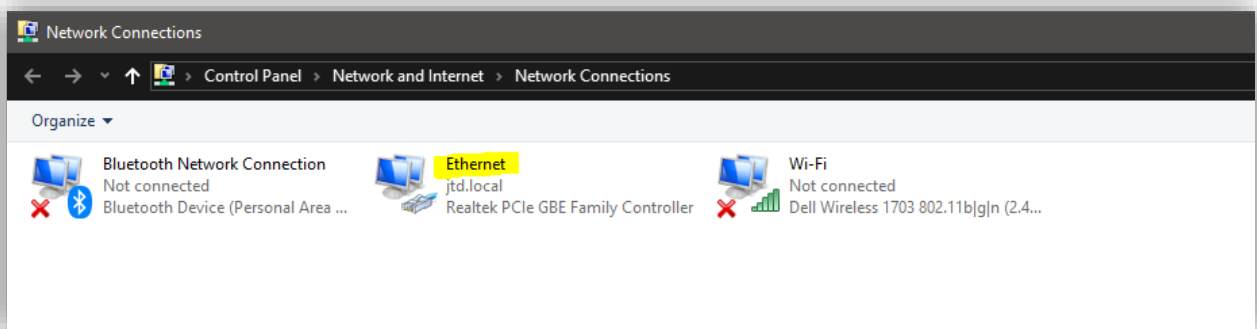 Network Connections
Control Panel > Network and Internet > Network Connections
Organize
Bluetooth Network Connection
Not connected
Bluetooth Device (Personal Area ...
Ethernet
jtd.local
Realtek PCIe GBE Family Controller
Wi-Fi
Not connected
Dell Wireless 1703 802.11b|g|n (2.4...